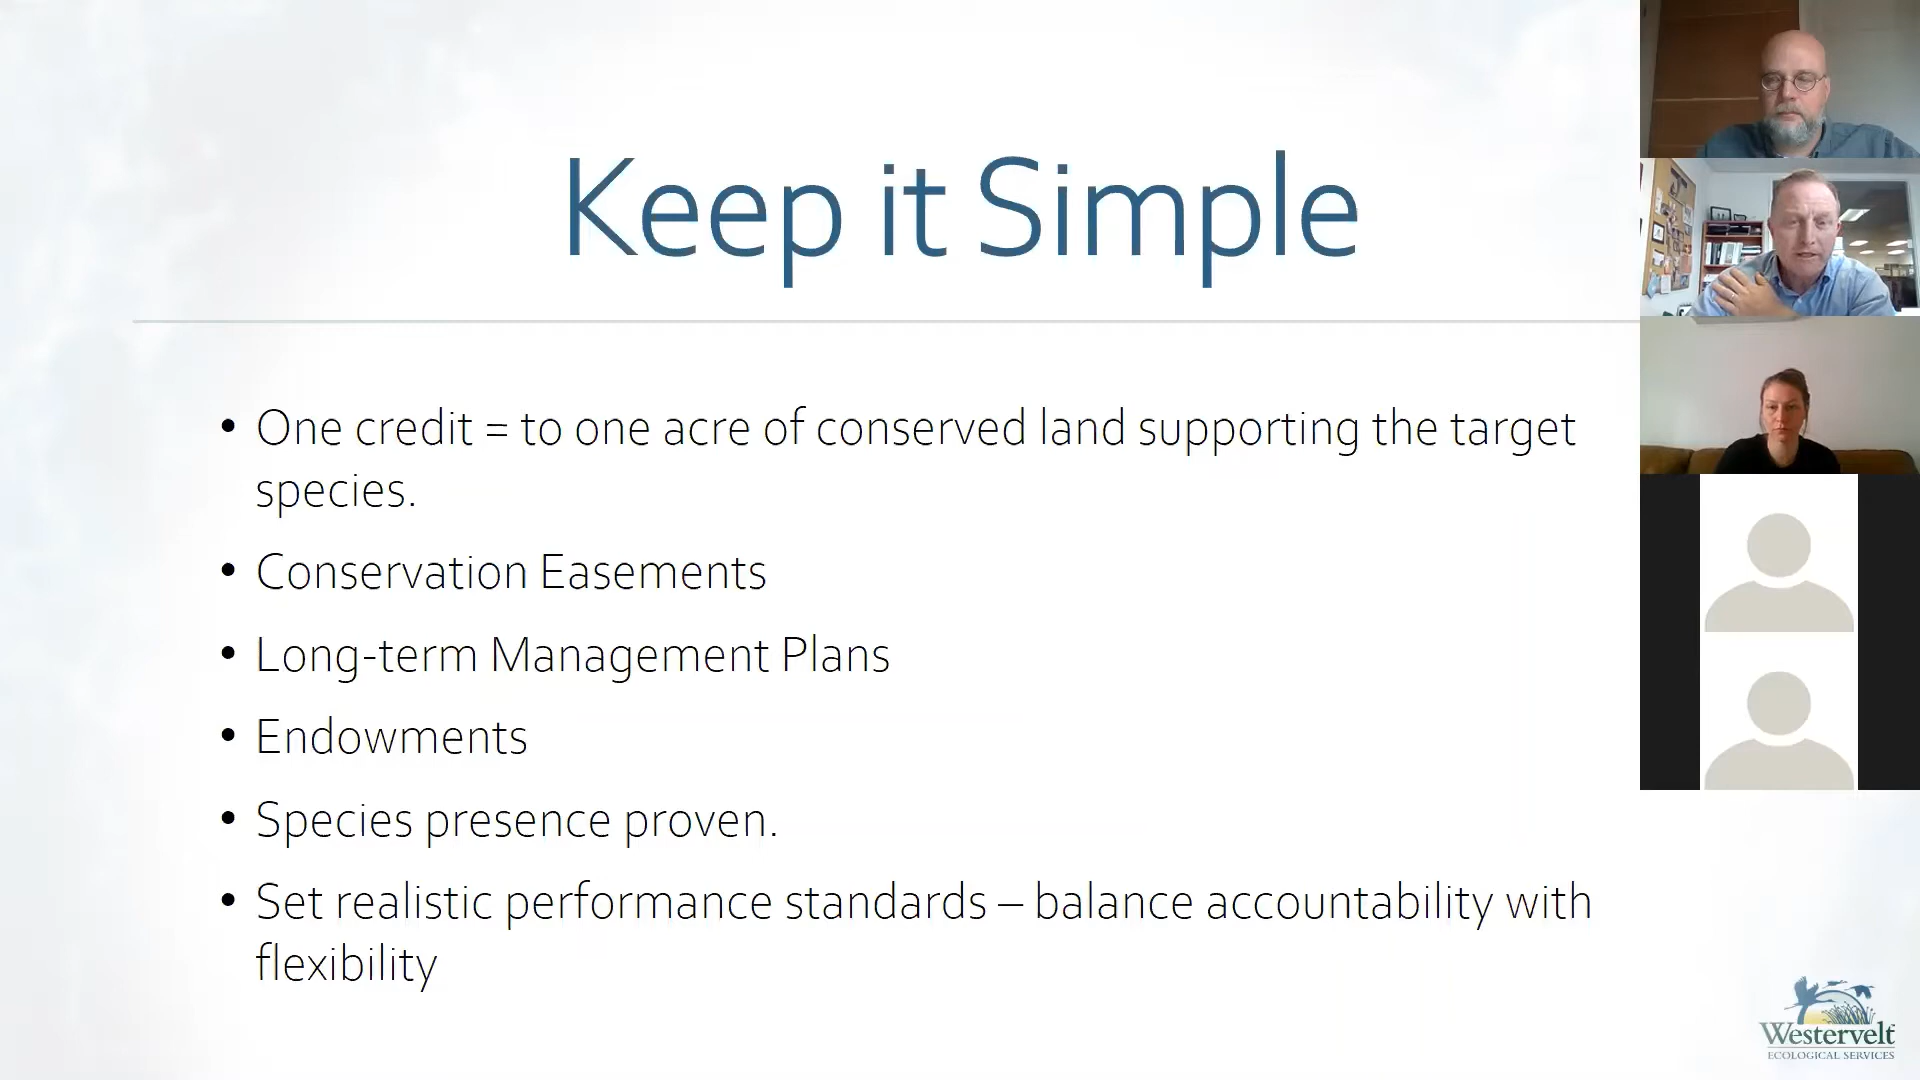 Keep it Simple
• One credit = to one acre of conserved land supporting the target
species.
• Conservation Easements
• Long-term Management Plans
• Endowments
• Species presence proven.
• Set realistic performance standards – balance accountability with
flexibility
Westervelt
ECOLOGICAL SERVICES